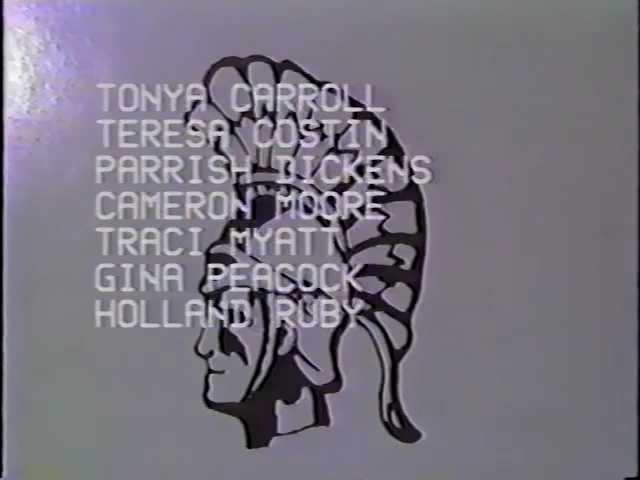 TONYA CARROLL
TERESA COSTIN
PARRISH DICKENS
CAMERON MOORE
TRACI MYATT
GINA PEACOCK
HOLLAND RUBY